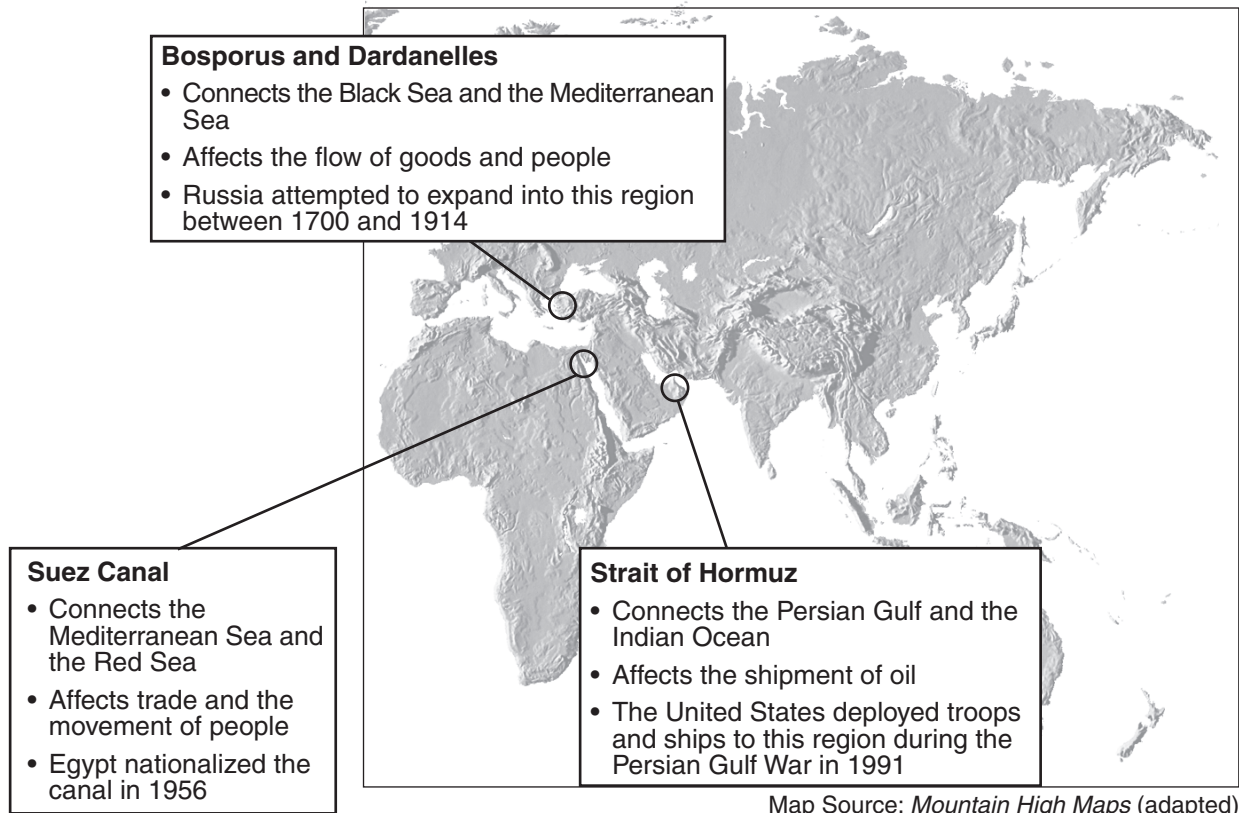 Bosporus and Dardanelles
• Connects the Black Sea and the Mediterranean
Sea
• Affects the flow of goods and people
• Russia attempted to expand into this region
between 1700 and 1914
Suez Canal
• Connects the
Mediterranean Sea and
the Red Sea
• Affects trade and the
movement of people
• Egypt nationalized the
canal in 1956
Strait of Hormuz
• Connects the Persian Gulf and the
Indian Ocean
• Affects the shipment of oil
• The United States deployed troops
and ships to this region during the
Persian Gulf War in 1991
Map Source: Mountain High Maps (adapted)